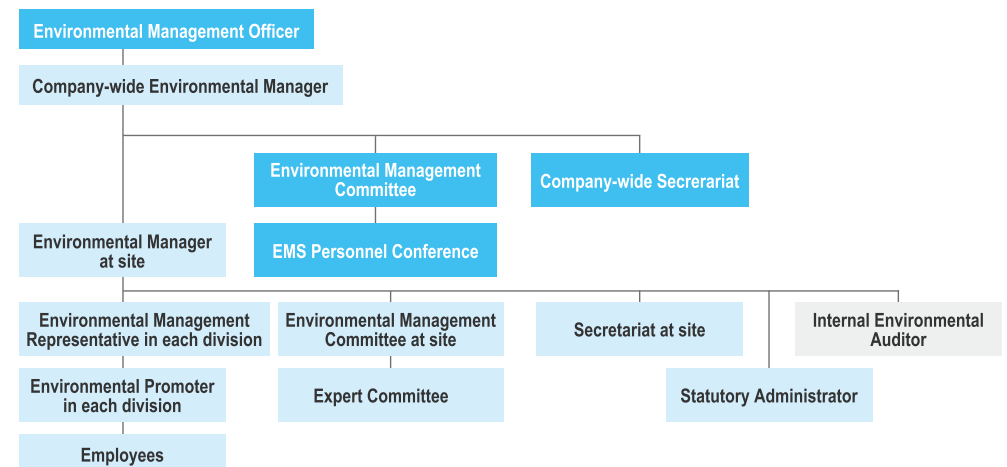 Environmental Management Officer
Company-wide Environmental Manager
Environmental Management
Committee
Company-wide Secrerariat
Environmental Manager
at site
EMS Personnel Conference
Environmental Management
Representative in each division
Environmental Management
Committee at site
Secretariat at site
Internal Environmental
Auditor
Environmental Promoter
in each division
Expert Committee
Statutory Administrator
Employees